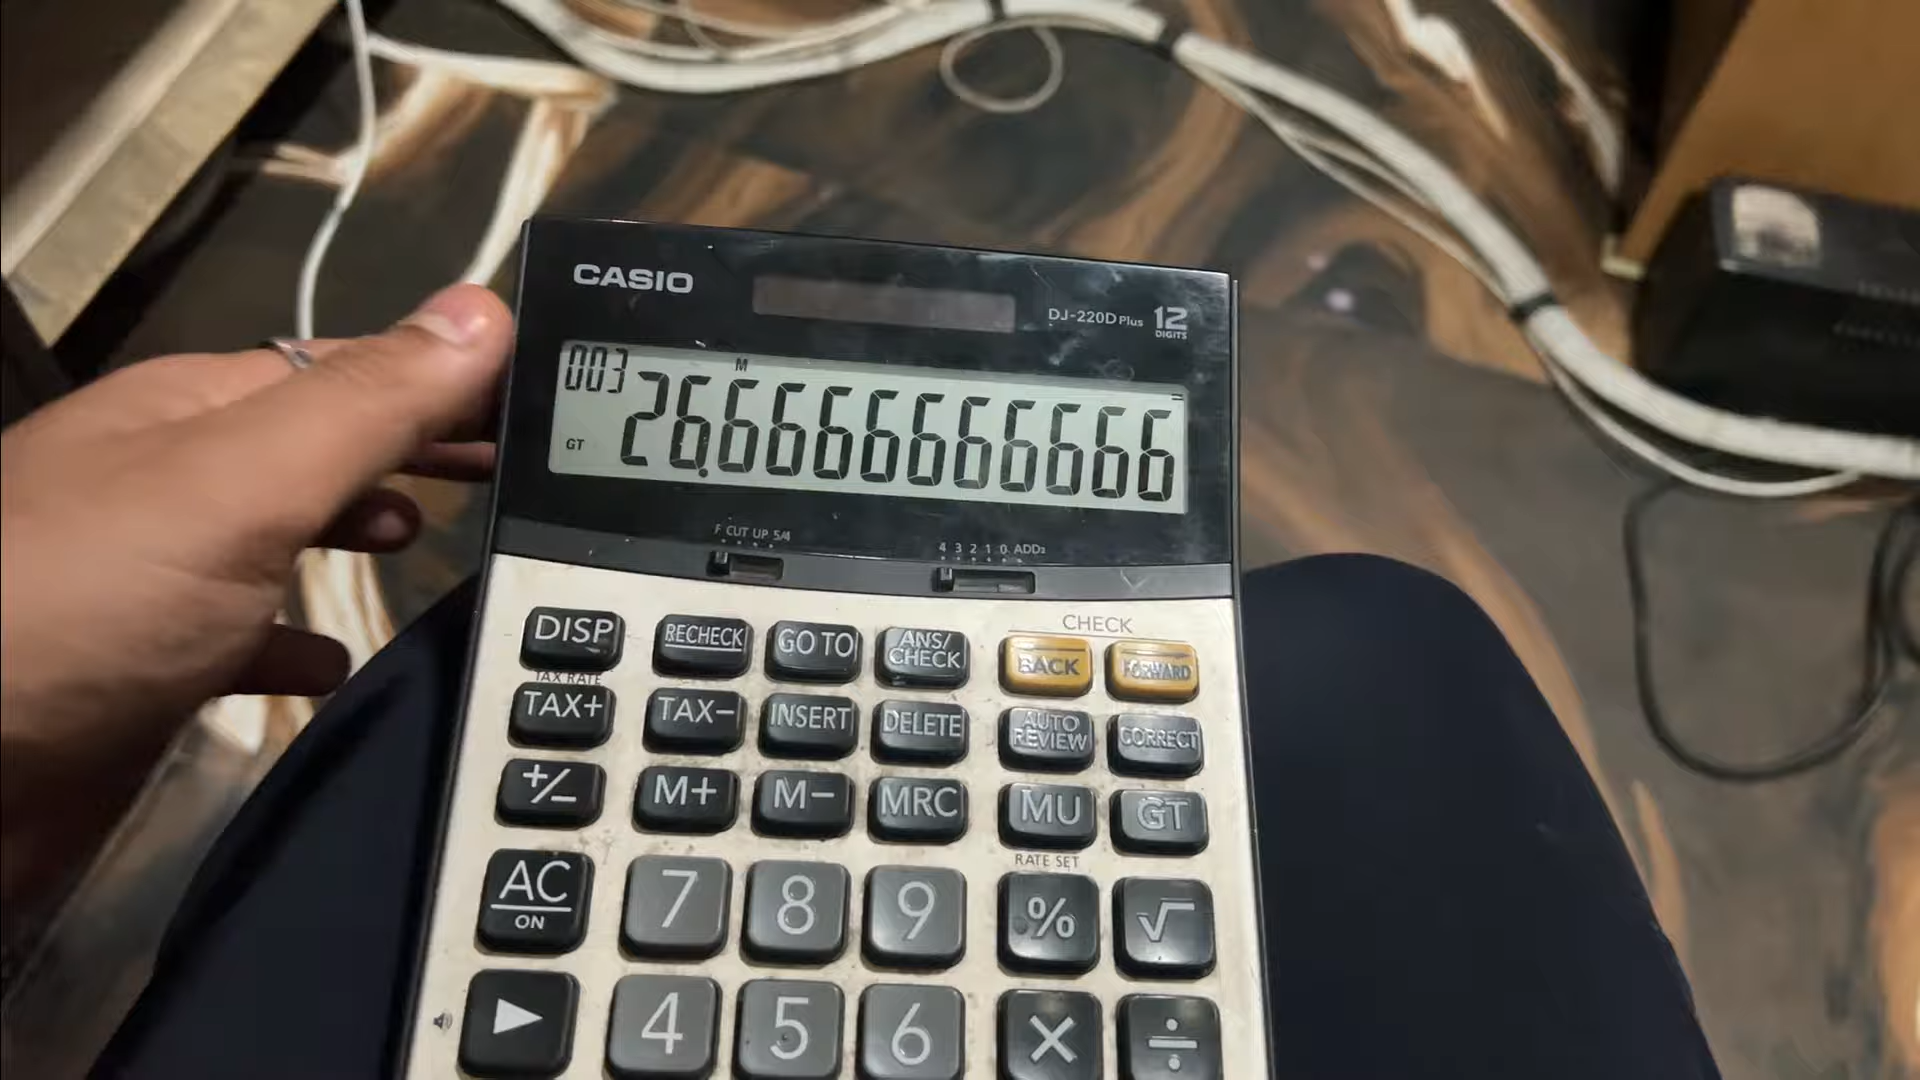 CASIO
DJ-220D Plus 12
DIGITS
003 M =
GT 26.6666666666
F CUT UP 5/4
4 3 2 1 0 ADD₂
CHECK
DISP RECHECK GO TO ANS/CHECK BACK FORWARD
TAX RATE
TAX+ TAX− INSERT DELETE AUTO REVIEW CORRECT
+/− M+ M− MRC MU GT
RATE SET
AC 7 8 9 % √
ON
▶ 4 5 6 × ÷